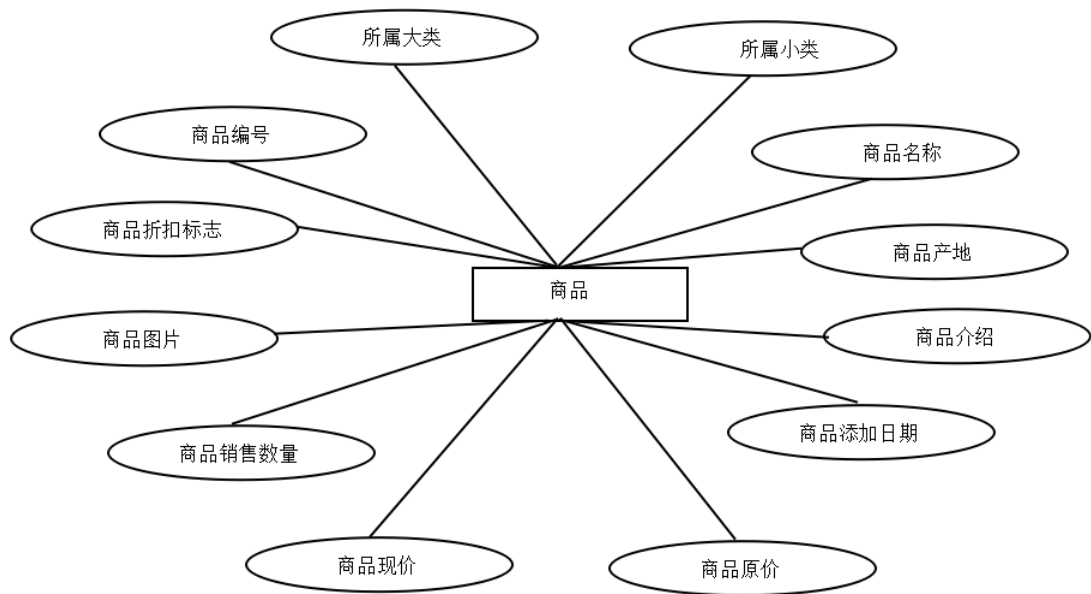 所属大类
所属小类
商品编号
商品名称
商品折扣标志
商品产地
商品
商品图片
商品介绍
商品添加日期
商品销售数量
商品现价
商品原价